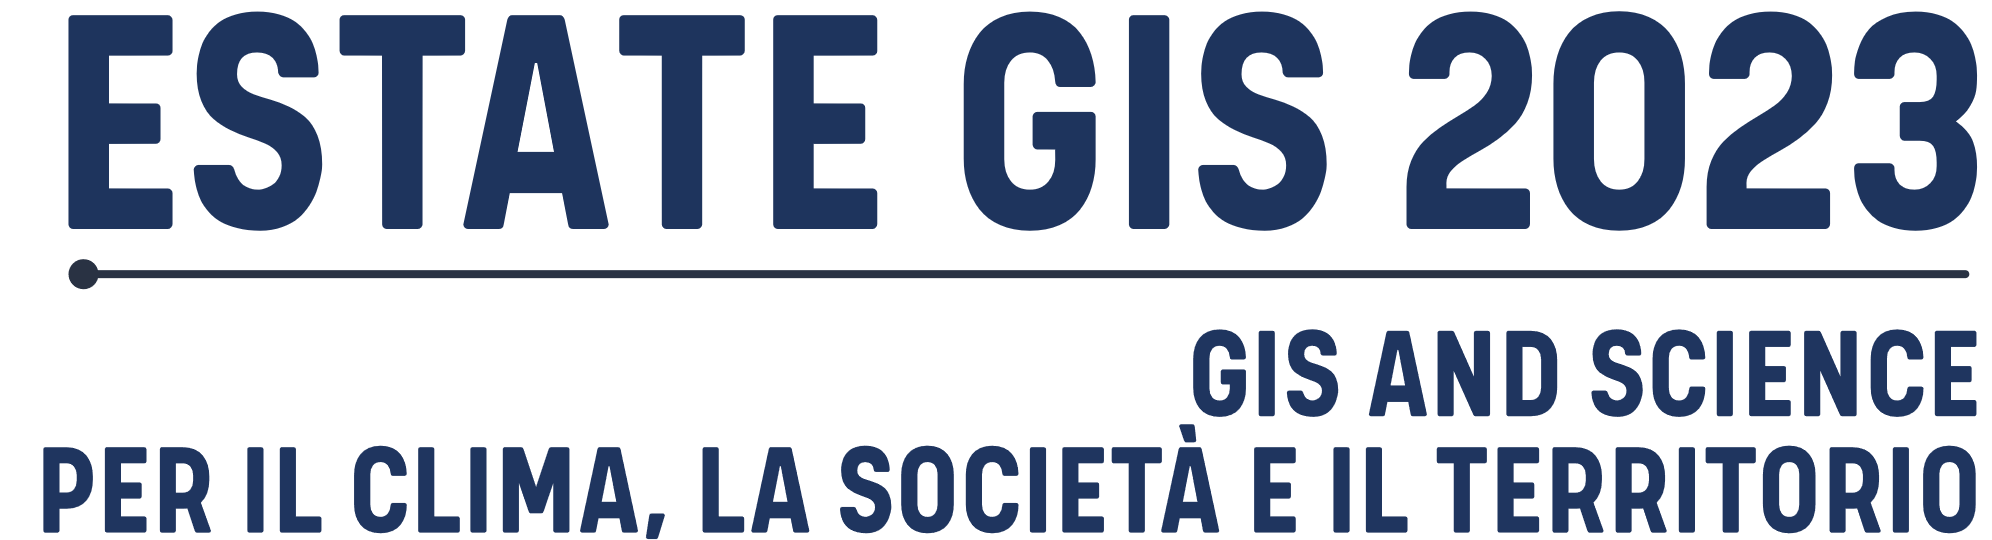 ESTATE GIS 2023
GIS AND SCIENCE
PER IL CLIMA, LA SOCIETÀ E IL TERRITORIO